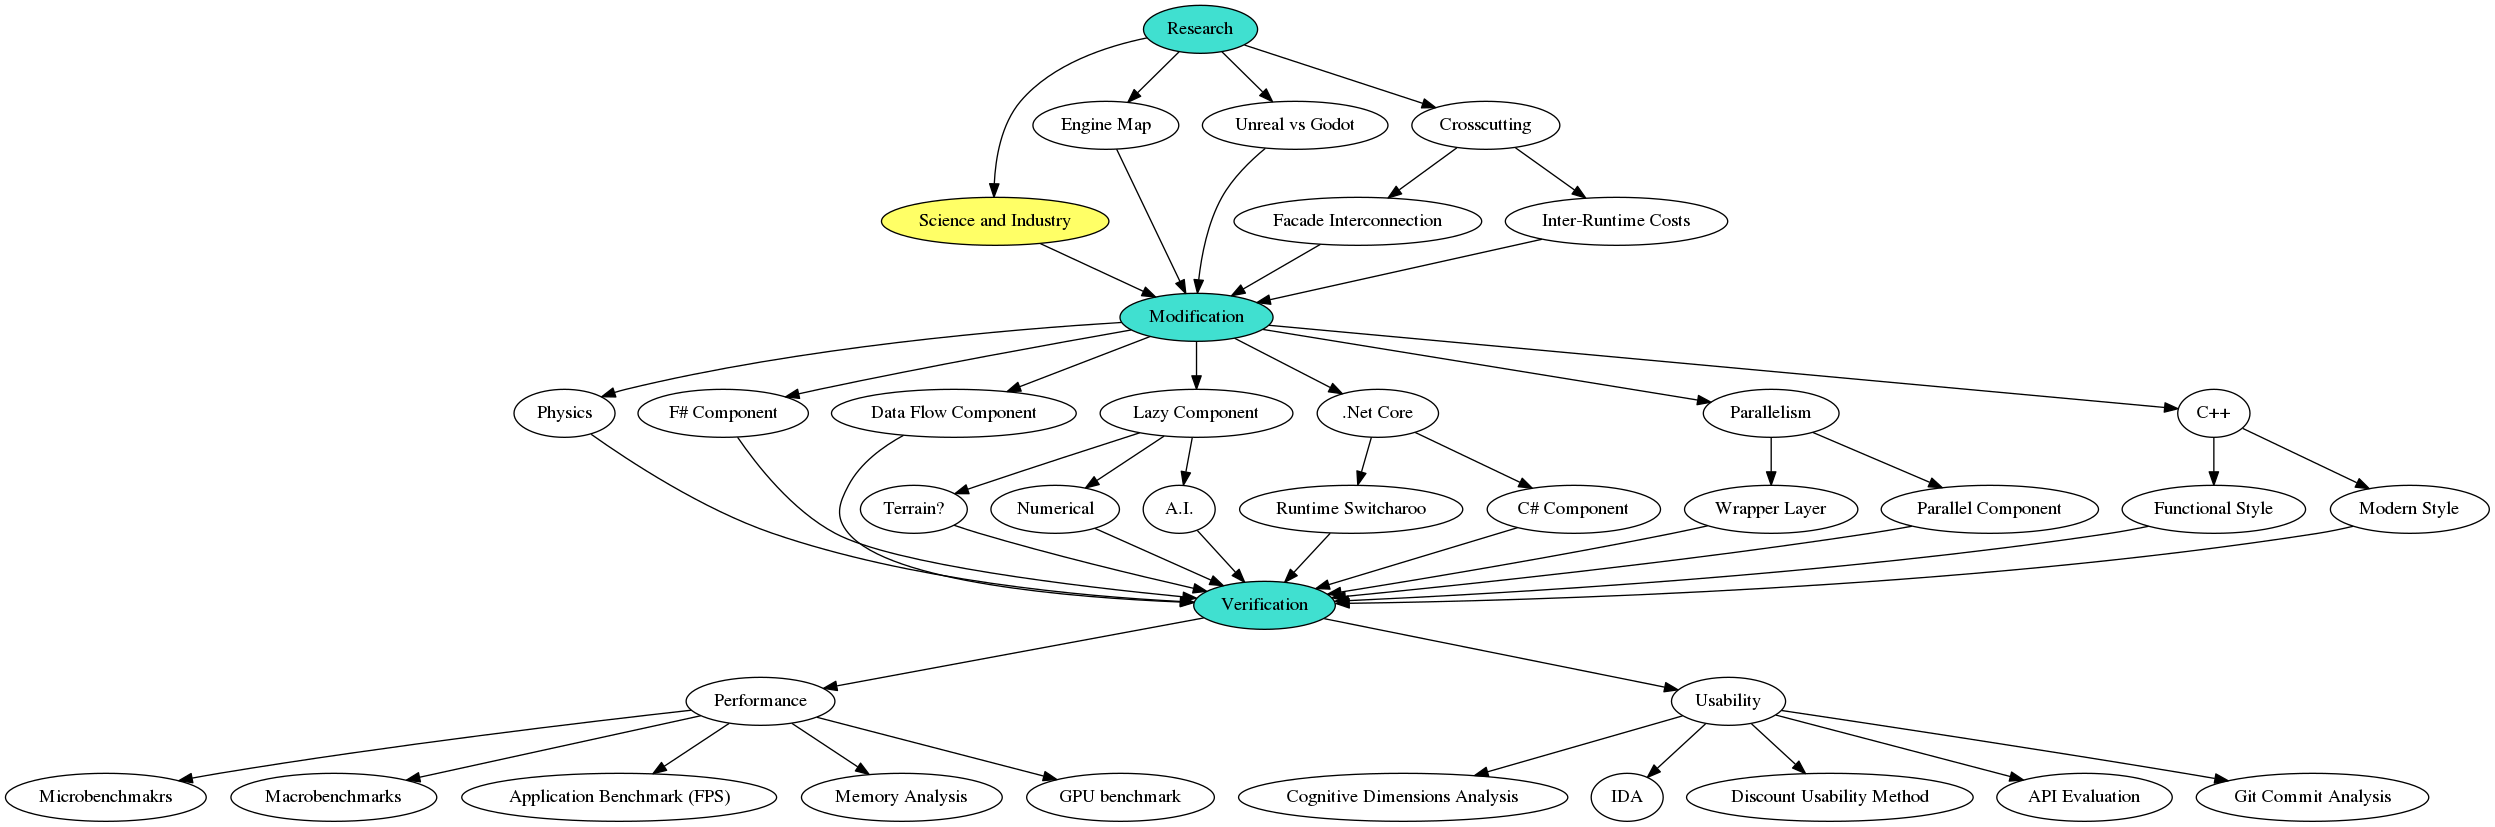 Research
Engine Map
Unreal vs Godot
Crosscutting
Science and Industry
Facade Interconnection
Inter-Runtime Costs
Modification
Physics
F# Component
Data Flow Component
Lazy Component
.Net Core
Parallelism
C++
Terrain?
Numerical
A.I.
Runtime Switcharoo
C# Component
Wrapper Layer
Parallel Component
Functional Style
Modern Style
Verification
Performance
Usability
Microbenchmakrs
Macrobenchmarks
Application Benchmark (FPS)
Memory Analysis
GPU benchmark
Cognitive Dimensions Analysis
IDA
Discount Usability Method
API Evaluation
Git Commit Analysis